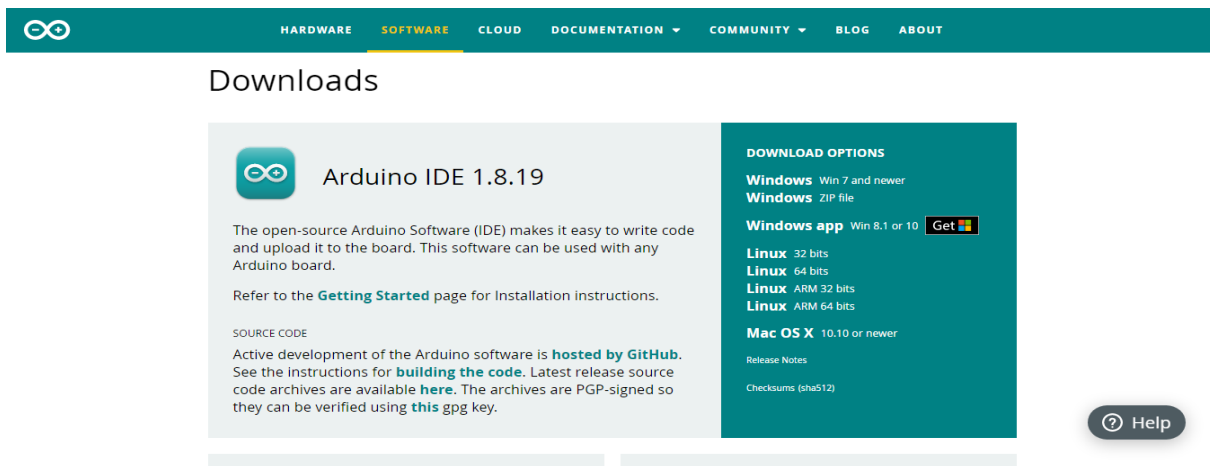 HARDWARE SOFTWARE CLOUD DOCUMENTATION COMMUNITY BLOG ABOUT
Downloads
Arduino IDE 1.8.19
The open-source Arduino Software (IDE) makes it easy to write code
and upload it to the board. This software can be used with any
Arduino board.
Refer to the Getting Started page for Installation instructions.
SOURCE CODE
Active development of the Arduino software is hosted by GitHub.
See the instructions for building the code. Latest release source
code archives are available here. The archives are PGP-signed so
they can be verified using this gpg key.
DOWNLOAD OPTIONS
Windows Win 7 and newer
Windows ZIP file
Windows app Win 8.1 or 10 Get
Linux 32 bits
Linux 64 bits
Linux ARM 32 bits
Linux ARM 64 bits
Mac OS X 10.10 or newer
Release Notes
Checksums (sha512)
Help